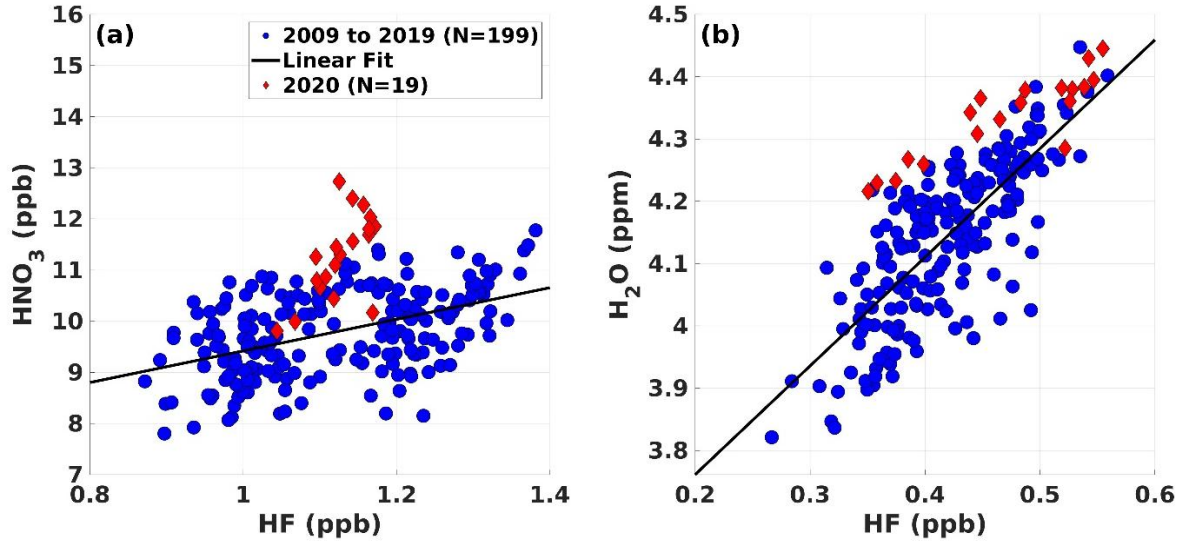 (a)
2009 to 2019 (N=199)
Linear Fit
2020 (N=19)
HNO3 (ppb)
16
15
14
13
12
11
10
9
8
7
0.8 1 1.2 1.4
HF (ppb)
(b)
H2O (ppm)
4.5
4.4
4.3
4.2
4.1
4
3.9
3.8
0.2 0.3 0.4 0.5 0.6
HF (ppb)